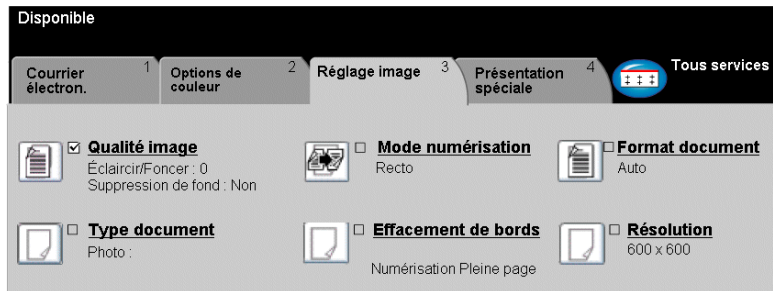 Disponible
Courrier électron. 1
Options de couleur 2
Réglage image 3
Présentation spéciale 4
Tous services
Qualité image
Éclaircir/Foncer : 0
Suppression de fond : Non
Mode numérisation
Recto
Format document
Auto
Type document
Photo :
Effacement de bords
Numérisation Pleine page
Résolution
600 x 600